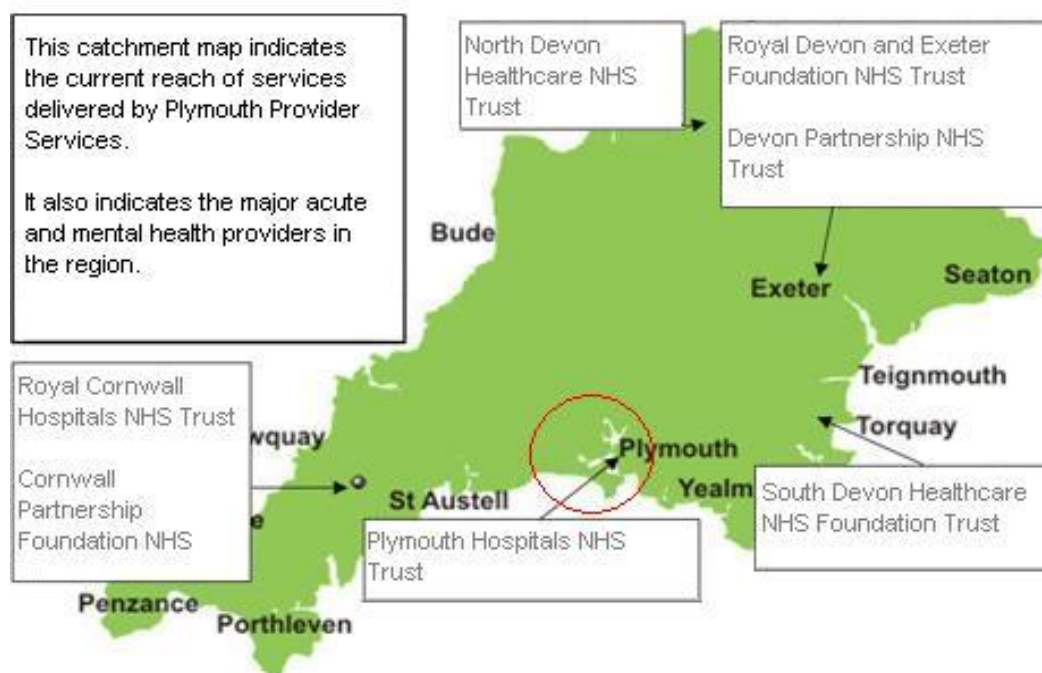 This catchment map indicates
the current reach of services
delivered by Plymouth Provider
Services.
It also indicates the major acute
and mental health providers in
the region.
North Devon
Healthcare NHS
Trust
Royal Devon and Exeter
Foundation NHS Trust
Devon Partnership NHS
Trust
Bude
Exeter
Seaton
Royal Cornwall
Hospitals NHS Trust
Cornwall
Partnership
Foundation NHS
wquay
Teignmouth
Torquay
Plymouth
St Austell
Yealm
South Devon Healthcare
NHS Foundation Trust
Plymouth Hospitals NHS
Trust
e
Penzance
Porthleven